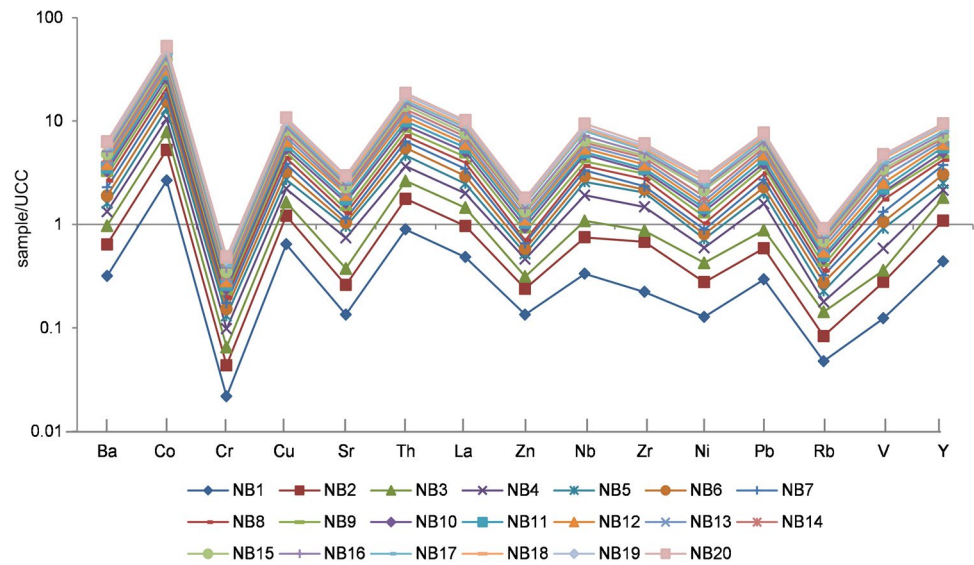 100
10
1
0.1
0.01
sample/UCC
Ba Co Cr Cu Sr Th La Zn Nb Zr Ni Pb Rb V Y
NB1 NB2 NB3 NB4 NB5 NB6 NB7
NB8 NB9 NB10 NB11 NB12 NB13 NB14
NB15 NB16 NB17 NB18 NB19 NB20